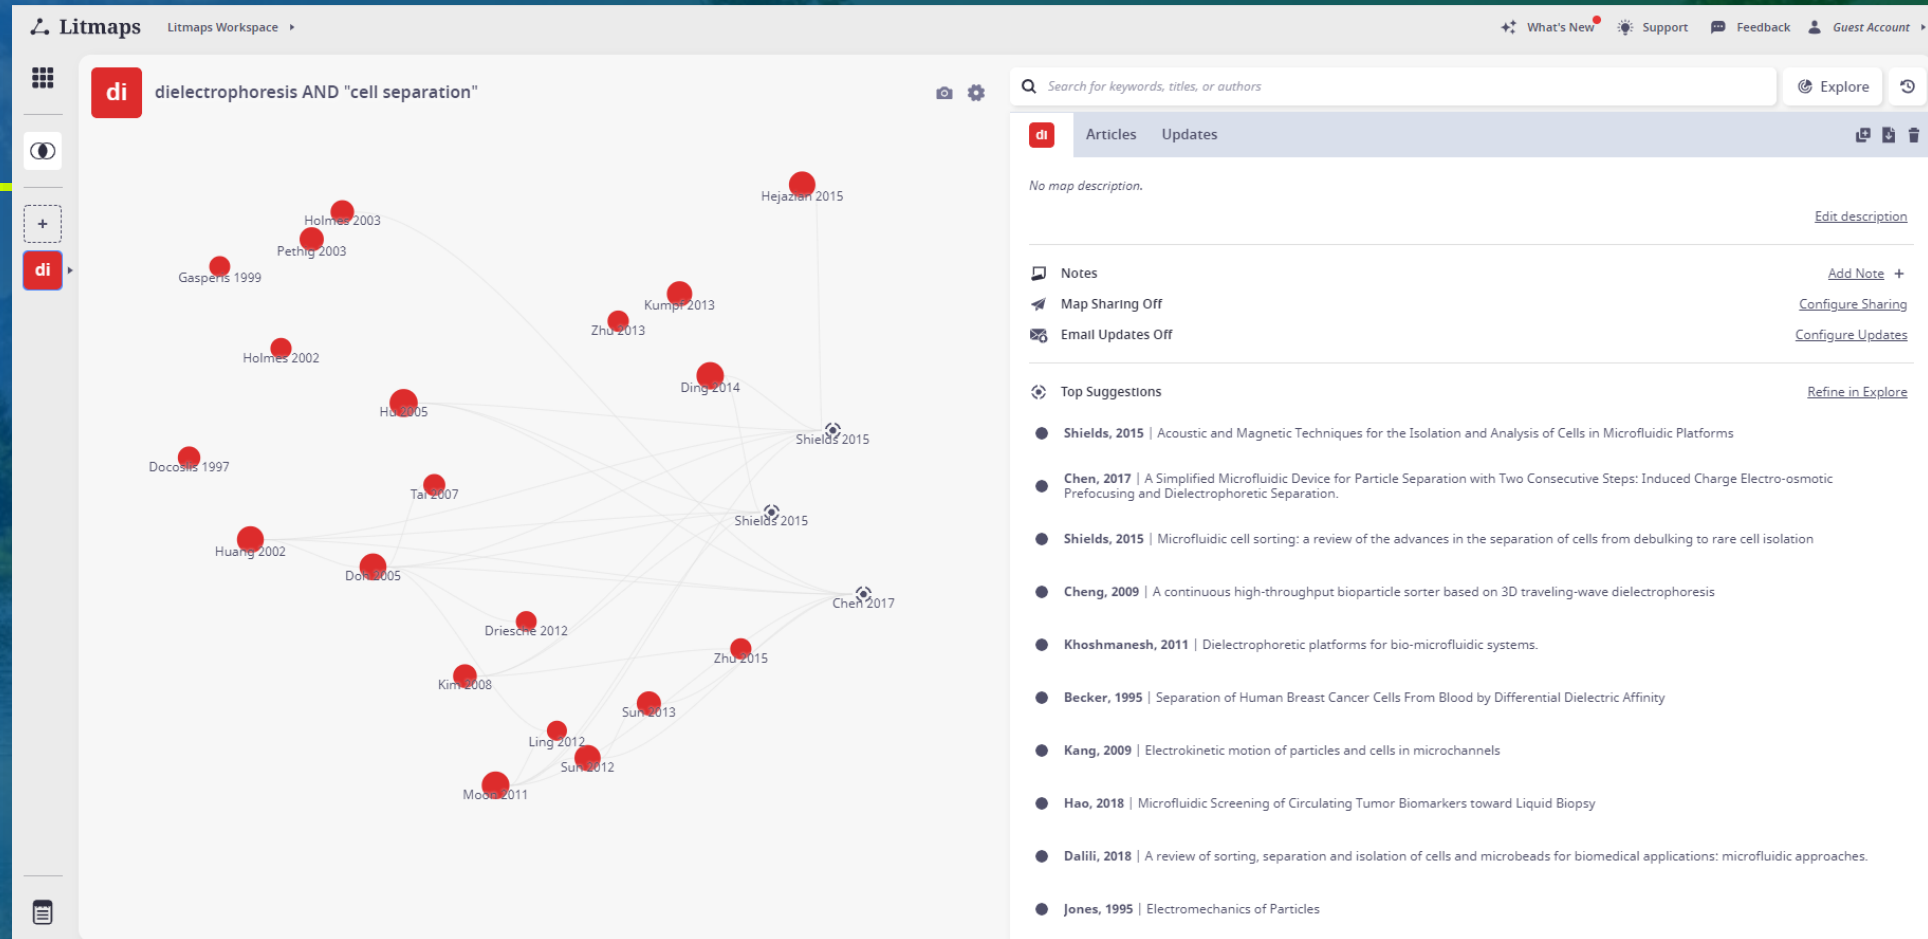 Litmaps
Litmaps Workspace
What's New
Support
Feedback
Guest Account
di
dielectrophoresis AND "cell separation"
Search for keywords, titles, or authors
Explore
+
di
di
Articles
Updates
No map description.
Edit description
Notes
Add Note +
Map Sharing Off
Configure Sharing
Email Updates Off
Configure Updates
Top Suggestions
Refine in Explore
Shields, 2015 | Acoustic and Magnetic Techniques for the Isolation and Analysis of Cells in Microfluidic Platforms
Chen, 2017 | A Simplified Microfluidic Device for Particle Separation with Two Consecutive Steps: Induced Charge Electro-osmotic
Prefocusing and Dielectrophoretic Separation.
Shields, 2015 | Microfluidic cell sorting: a review of the advances in the separation of cells from debulking to rare cell isolation
Cheng, 2009 | A continuous high-throughput bioparticle sorter based on 3D traveling-wave dielectrophoresis
Khoshmanesh, 2011 | Dielectrophoretic platforms for bio-microfluidic systems.
Becker, 1995 | Separation of Human Breast Cancer Cells From Blood by Differential Dielectric Affinity
Kang, 2009 | Electrokinetic motion of particles and cells in microchannels
Hao, 2018 | Microfluidic Screening of Circulating Tumor Biomarkers toward Liquid Biopsy
Dalili, 2018 | A review of sorting, separation and isolation of cells and microbeads for biomedical applications: microfluidic approaches.
Jones, 1995 | Electromechanics of Particles
Hejazian 2015
Holmes 2003
Pethig 2003
Gasperis 1999
Kumpf 2013
Zhu 2013
Holmes 2002
Ding 2014
Hu 2005
Shields 2015
Docoslis 1997
Tai 2007
Shields 2015
Huang 2002
Doh 2005
Chen 2017
Driesche 2012
Zhu 2015
Kim 2008
Sun 2013
Ling 2012
Sun 2012
Moon 2011